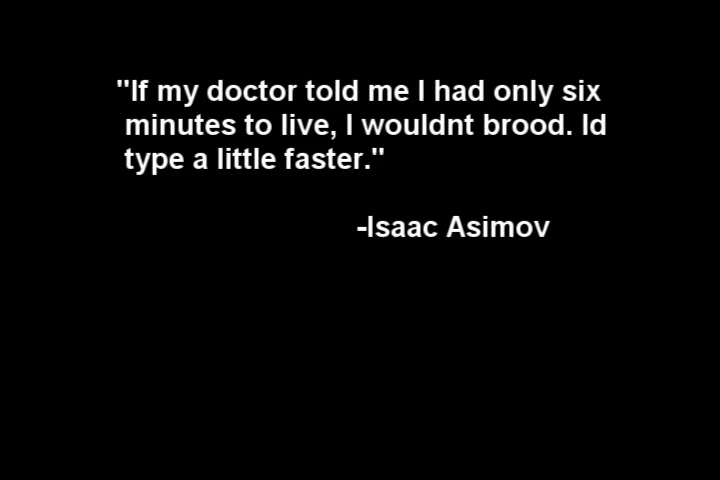 "If my doctor told me I had only six
minutes to live, I wouldnt brood. Id
type a little faster."
-Isaac Asimov